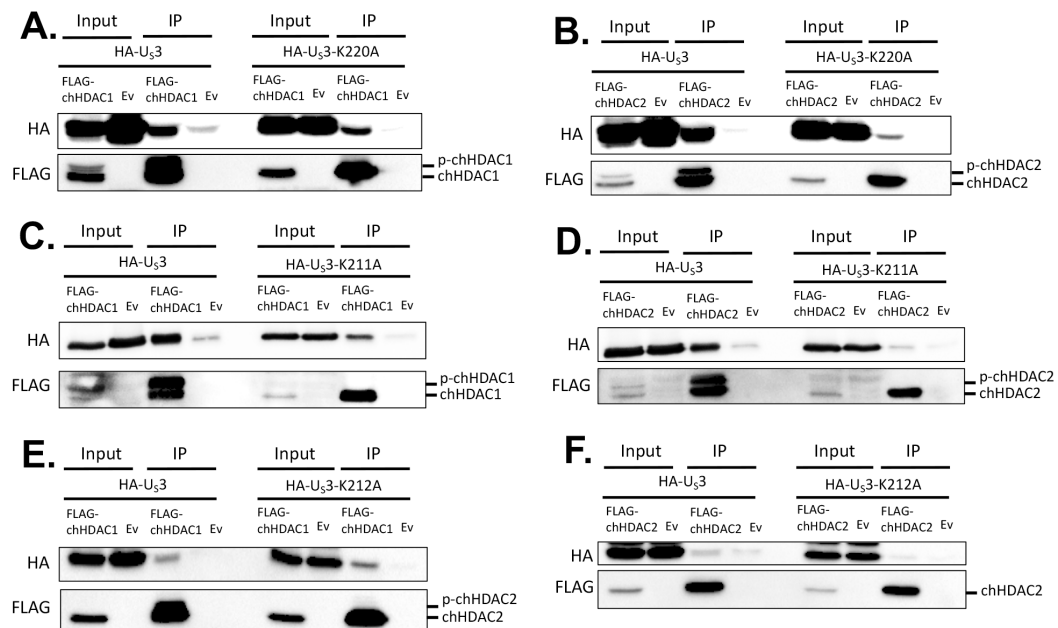 A.
Input IP
HA-US3 HA-US3-K220A
FLAG- FLAG- FLAG- FLAG-
chHDAC1 Ev chHDAC1 Ev chHDAC1 Ev chHDAC1 Ev
HA
FLAG
p-chHDAC1
chHDAC1
Input IP
B.
Input IP Input IP
HA-US3 HA-US3-K220A
FLAG- FLAG- FLAG- FLAG-
chHDAC2 Ev chHDAC2 Ev chHDAC2 Ev chHDAC2 Ev
HA
FLAG
p-chHDAC2
chHDAC2
C.
Input IP Input IP
HA-US3 HA-US3-K211A
FLAG- FLAG- FLAG- FLAG-
chHDAC1 Ev chHDAC1 Ev chHDAC1 Ev chHDAC1 Ev
HA
FLAG
p-chHDAC1
chHDAC1
D.
Input IP Input IP
HA-US3 HA-US3-K211A
FLAG- FLAG- FLAG- FLAG-
chHDAC2 Ev chHDAC2 Ev chHDAC2 Ev chHDAC2 Ev
HA
FLAG
p-chHDAC2
chHDAC2
E.
Input IP Input IP
HA-US3 HA-US3-K212A
FLAG- FLAG- FLAG- FLAG-
chHDAC1 Ev chHDAC1 Ev chHDAC1 Ev chHDAC1 Ev
HA
FLAG
p-chHDAC2
chHDAC2
F.
Input IP Input IP
HA-US3 HA-US3-K212A
FLAG- FLAG- FLAG- FLAG-
chHDAC2 Ev chHDAC2 Ev chHDAC2 Ev chHDAC2 Ev
HA
FLAG
chHDAC2